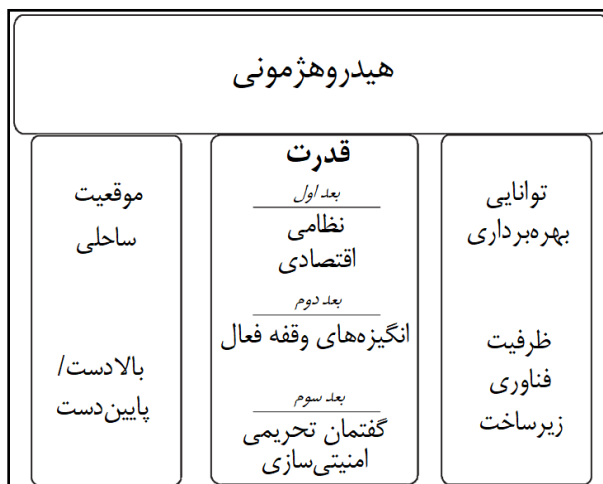 هیدروهژمونی
توانایی
بهره‌برداری
ظرفیت
فناوری
زیرساخت
قدرت
بعد اول
نظامی
اقتصادی
بعد دوم
انگیزه‌های وقفه فعال
بعد سوم
گفتمان تحریمی
امنیتی‌سازی
موقعیت
ساحلی
بالادست/
پایین‌دست